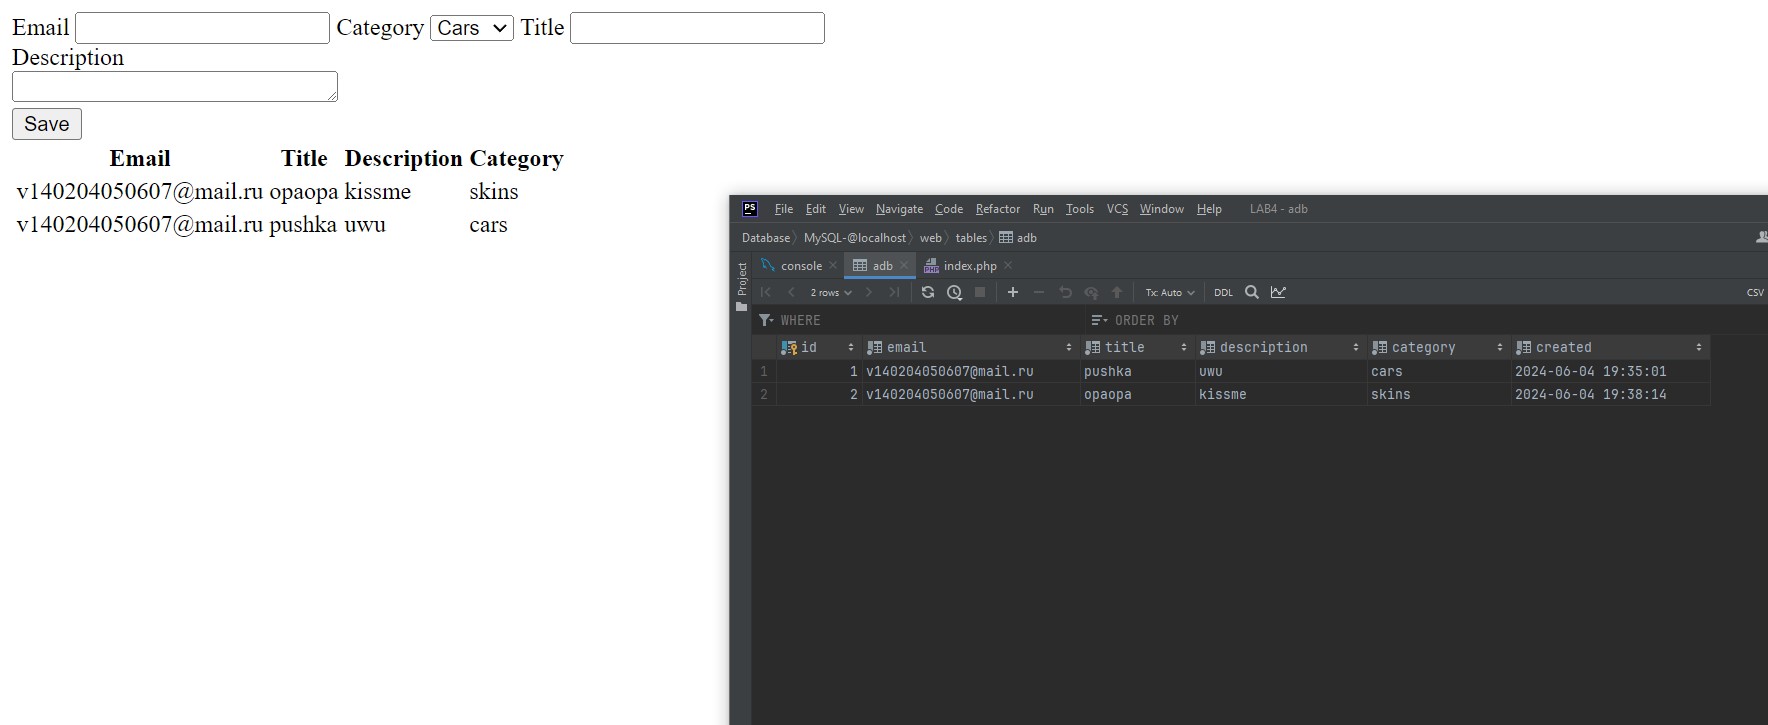 Email Category Cars Title
Description
Save
Email Title Description Category
v140204050607@mail.ru opaopa kissme skins
v140204050607@mail.ru pushka uwu cars
PS File Edit View Navigate Code Refactor Run Tools VCS Window Help LAB4 - adb
Database MySQL-@localhost web tables adb
console adb index.php
Project
2 rows Tx: Auto DDL CSV
WHERE ORDER BY
id email title description category created
1 1 v140204050607@mail.ru pushka uwu cars 2024-06-04 19:35:01
2 2 v140204050607@mail.ru opaopa kissme skins 2024-06-04 19:38:14